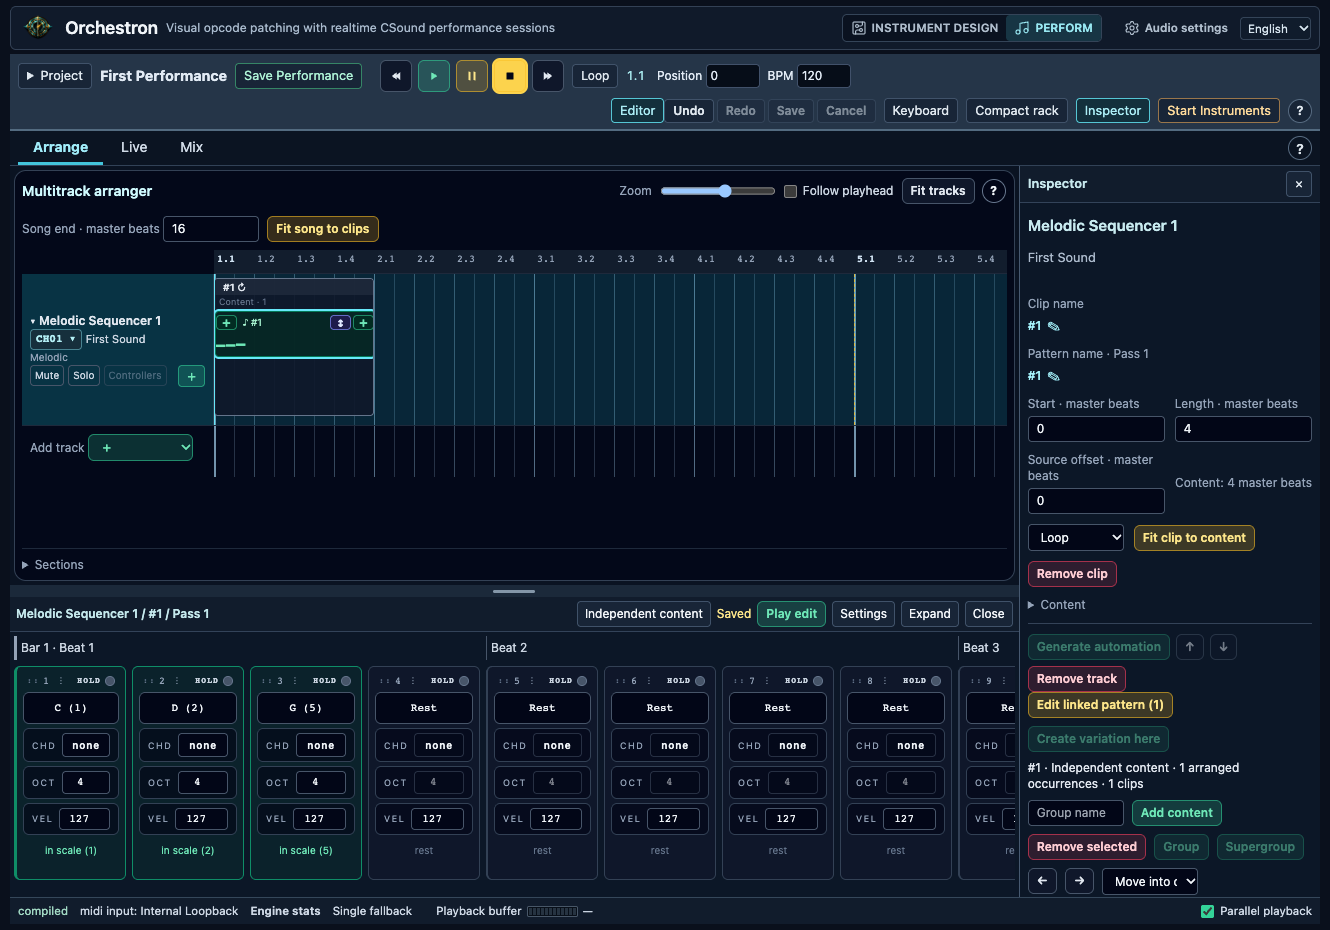 Orchestron Visual opcode patching with realtime CSound performance sessions INSTRUMENT DESIGN PERFORM Audio settings English
Project First Performance Save Performance Loop 1.1 Position 0 BPM 120
Editor Undo Redo Save Cancel Keyboard Compact rack Inspector Start Instruments ?
Arrange Live Mix ?
Multitrack arranger Zoom Follow playhead Fit tracks ?
Song end · master beats 16 Fit song to clips
1.1 1.2 1.3 1.4 2.1 2.2 2.3 2.4 3.1 3.2 3.3 3.4 4.1 4.2 4.3 4.4 5.1 5.2 5.3 5.4
#1
Content · 1
Melodic Sequencer 1
+ #1 +
CH01 First Sound
Melodic
Mute Solo Controllers +
Add track +
Sections
Inspector ×
Melodic Sequencer 1
First Sound
Clip name
#1
Pattern name · Pass 1
#1
Start · master beats Length · master beats
0 4
Source offset · master
beats
Content: 4 master beats
0
Loop Fit clip to content
Remove clip
Content
Generate automation ↑ ↓
Remove track
Edit linked pattern (1)
Create variation here
#1 · Independent content · 1 arranged
occurrences · 1 clips
Group name Add content
Remove selected Group Supergroup
← → Move into
Melodic Sequencer 1 / #1 / Pass 1 Independent content Saved Play edit Settings Expand Close
Bar 1 · Beat 1 Beat 2 Beat 3
1 HOLD 2 HOLD 3 HOLD 4 HOLD 5 HOLD 6 HOLD 7 HOLD 8 HOLD 9
C (1) D (2) G (5) Rest Rest Rest Rest Rest Re
CHD none CHD none CHD none CHD none CHD none CHD none CHD none CHD none CHD
OCT 4 OCT 4 OCT 4 OCT 4 OCT 4 OCT 4 OCT 4 OCT 4 OCT
VEL 127 VEL 127 VEL 127 VEL 127 VEL 127 VEL 127 VEL 127 VEL 127 VEL 1
in scale (1) in scale (2) in scale (5) rest rest rest rest rest re
compiled midi input: Internal Loopback Engine stats Single fallback Playback buffer — Parallel playback